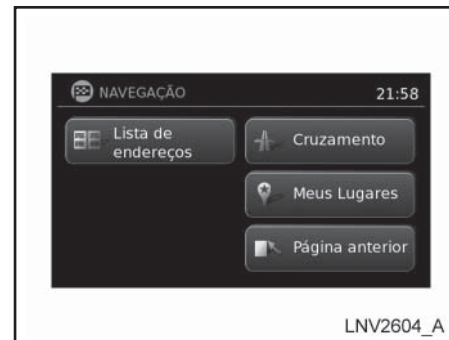 NAVEGAÇÃO 21:58
Lista de
endereços
Cruzamento
Meus Lugares
Página anterior
LNV2604_A